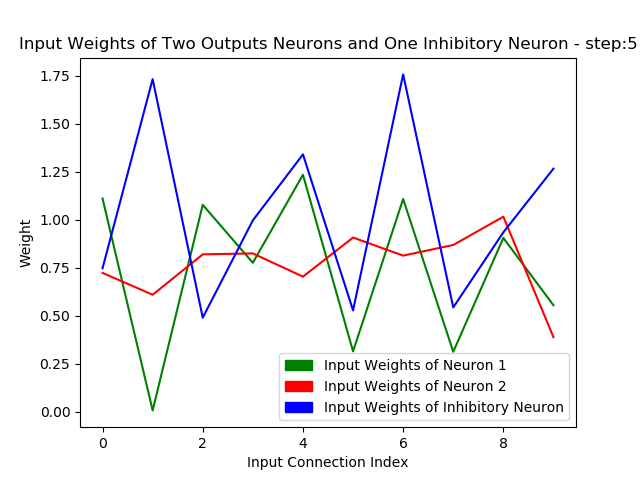 Input Weights of Two Outputs Neurons and One Inhibitory Neuron - step:5
1.75
1.50
1.25
1.00
0.75
0.50
0.25
0.00
Weight
Input Weights of Neuron 1
Input Weights of Neuron 2
Input Weights of Inhibitory Neuron
0 2 4 6 8
Input Connection Index